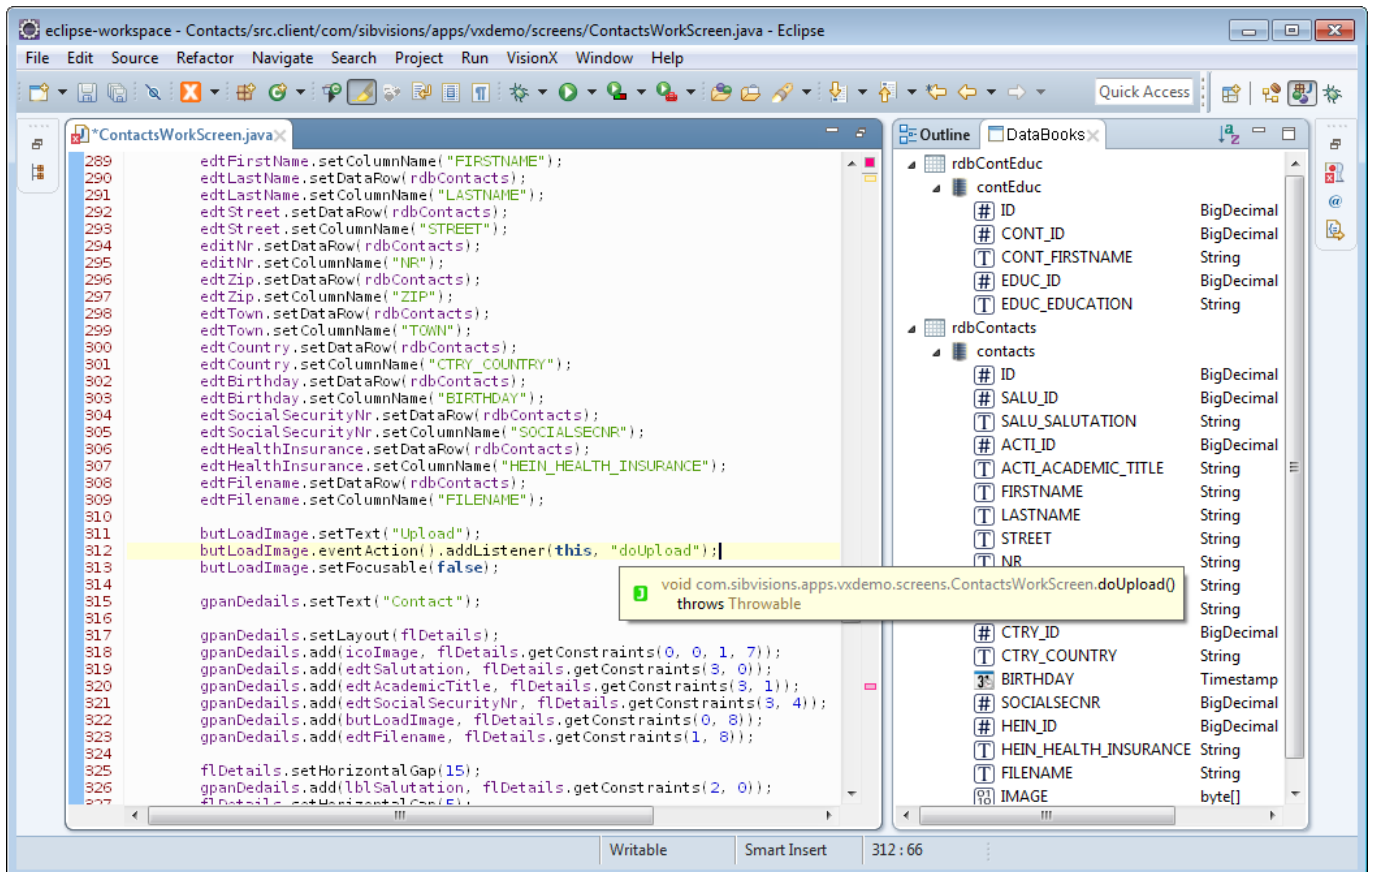 eclipse-workspace - Contacts/src.client/com/sibvisions/apps/vxdemo/screens/ContactsWorkScreen.java - Eclipse
File Edit Source Refactor Navigate Search Project Run VisionX Window Help
Quick Access
*ContactsWorkScreen.java
289 edtFirstName.setColumnName("FIRSTNAME");
290 edtLastName.setDataRow(rdbContacts);
291 edtLastName.setColumnName("LASTNAME");
292 edtStreet.setDataRow(rdbContacts);
293 edtStreet.setColumnName("STREET");
294 editNr.setDataRow(rdbContacts);
295 editNr.setColumnName("NR");
296 edtZip.setDataRow(rdbContacts);
297 edtZip.setColumnName("ZIP");
298 edtTown.setDataRow(rdbContacts);
299 edtTown.setColumnName("TOWN");
300 edtCountry.setDataRow(rdbContacts);
301 edtCountry.setColumnName("CTRY_COUNTRY");
302 edtBirthday.setDataRow(rdbContacts);
303 edtBirthday.setColumnName("BIRTHDAY");
304 edtSocialSecurityNr.setDataRow(rdbContacts);
305 edtSocialSecurityNr.setColumnName("SOCIALSECNR");
306 edtHealthInsurance.setDataRow(rdbContacts);
307 edtHealthInsurance.setColumnName("HEIN_HEALTH_INSURANCE");
308 edtFilename.setDataRow(rdbContacts);
309 edtFilename.setColumnName("FILENAME");
310
311 butLoadImage.setText("Upload");
312 butLoadImage.eventAction().addListener(this, "doUpload");
313 butLoadImage.setFocusable(false);
314
315 gpanDedails.setText("Contact");
316
317 gpanDedails.setLayout(flDetails);
318 gpanDedails.add(icoImage, flDetails.getConstraints(0, 0, 1, 7));
319 gpanDedails.add(edtSalutation, flDetails.getConstraints(3, 0));
320 gpanDedails.add(edtAcademicTitle, flDetails.getConstraints(3, 1));
321 gpanDedails.add(edtSocialSecurityNr, flDetails.getConstraints(3, 4));
322 gpanDedails.add(butLoadImage, flDetails.getConstraints(0, 8));
323 gpanDedails.add(edtFilename, flDetails.getConstraints(1, 8));
324
325 flDetails.setHorizontalGap(15);
326 gpanDedails.add(lblSalutation, flDetails.getConstraints(2, 0));
327 flDetails.setHorizontalGap(5);
void com.sibvisions.apps.vxdemo.screens.ContactsWorkScreen.doUpload()
throws Throwable
Outline DataBooks
rdbContEduc
contEduc
ID BigDecimal
CONT_ID BigDecimal
CONT_FIRSTNAME String
EDUC_ID BigDecimal
EDUC_EDUCATION String
rdbContacts
contacts
ID BigDecimal
SALU_ID BigDecimal
SALU_SALUTATION String
ACTI_ID BigDecimal
ACTI_ACADEMIC_TITLE String
FIRSTNAME String
LASTNAME String
STREET String
NR String
String
String
CTRY_ID BigDecimal
CTRY_COUNTRY String
BIRTHDAY Timestamp
SOCIALSECNR BigDecimal
HEIN_ID BigDecimal
HEIN_HEALTH_INSURANCE String
FILENAME String
IMAGE byte[]
Writable Smart Insert 312 : 66